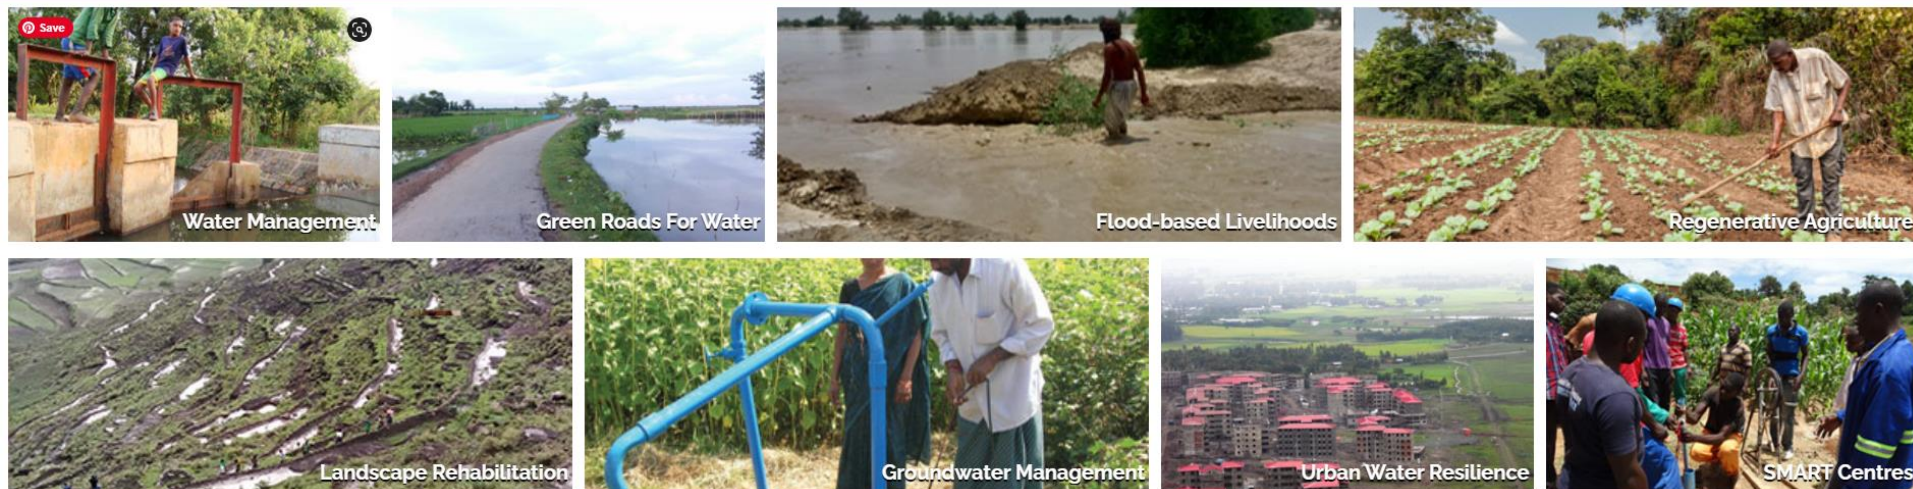 Save
Water Management
Green Roads For Water
Flood-based Livelihoods
Regenerative Agriculture
Landscape Rehabilitation
Groundwater Management
Urban Water Resilience
SMART Centres